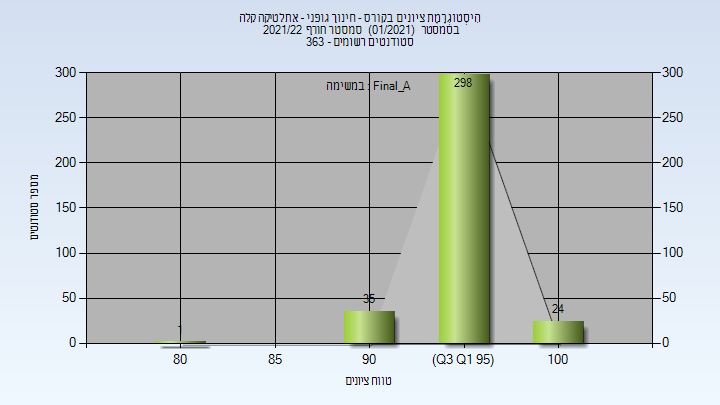 היסטוגרמת ציונים בקורס - חינוך גופני - אתלטיקה קלה
בסמסטר (01/2021) סמסטר חורף 2021/22
סטודנטים רשומים - 363
במשימה : Final_A
300 300
250 250
200 200
150 150
100 100
50 50
0 0
מספר סטודנטים
1 35 298 24
80 85 90 (Q3 Q1 95) 100
טווח ציונים